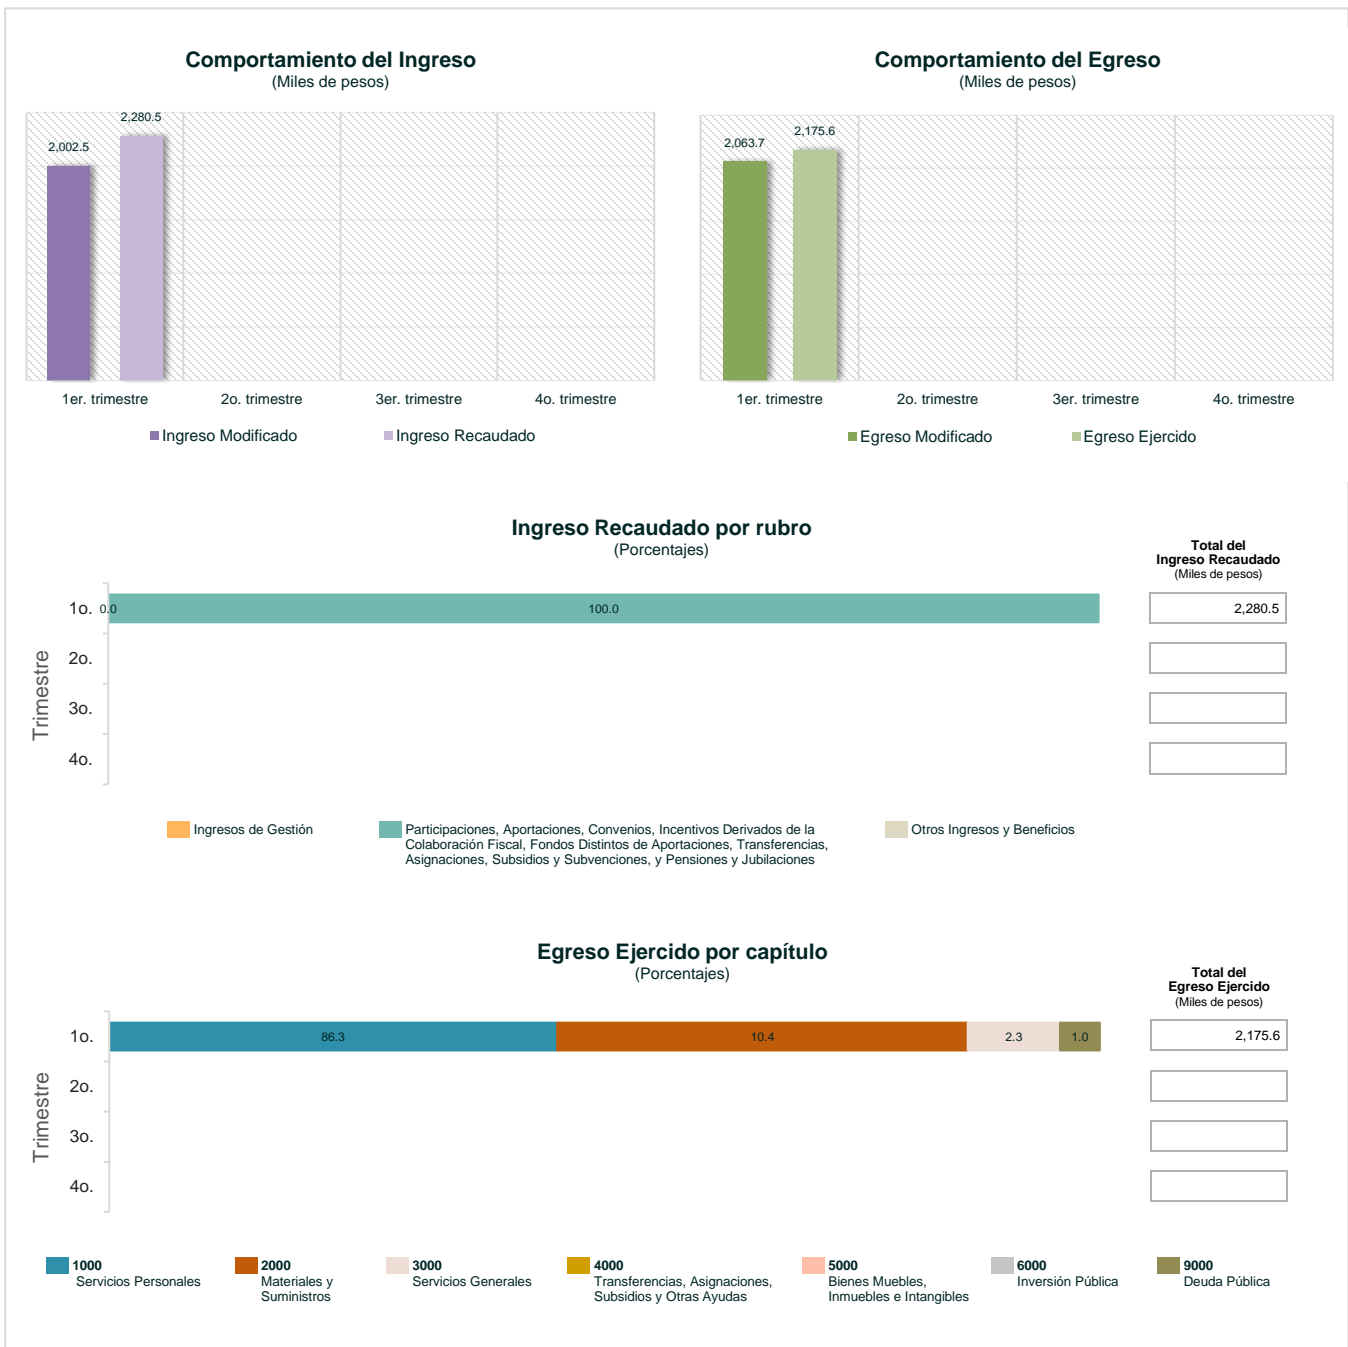 Comportamiento del Ingreso
(Miles de pesos)
2,002.5
2,280.5
1er. trimestre
2o. trimestre
3er. trimestre
4o. trimestre
Ingreso Modificado
Ingreso Recaudado
Comportamiento del Egreso
(Miles de pesos)
2,063.7
2,175.6
1er. trimestre
2o. trimestre
3er. trimestre
4o. trimestre
Egreso Modificado
Egreso Ejercido
Ingreso Recaudado por rubro
(Porcentajes)
Total del
Ingreso Recaudado
(Miles de pesos)
Trimestre
1o.
0.0
100.0
2,280.5
2o.
3o.
4o.
Ingresos de Gestión
Participaciones, Aportaciones, Convenios, Incentivos Derivados de la
Colaboración Fiscal, Fondos Distintos de Aportaciones, Transferencias,
Asignaciones, Subsidios y Subvenciones, y Pensiones y Jubilaciones
Otros Ingresos y Beneficios
Egreso Ejercido por capítulo
(Porcentajes)
Total del
Egreso Ejercido
(Miles de pesos)
Trimestre
1o.
86.3
10.4
2.3
1.0
2,175.6
2o.
3o.
4o.
1000
Servicios Personales
2000
Materiales y
Suministros
3000
Servicios Generales
4000
Transferencias, Asignaciones,
Subsidios y Otras Ayudas
5000
Bienes Muebles,
Inmuebles e Intangibles
6000
Inversión Pública
9000
Deuda Pública